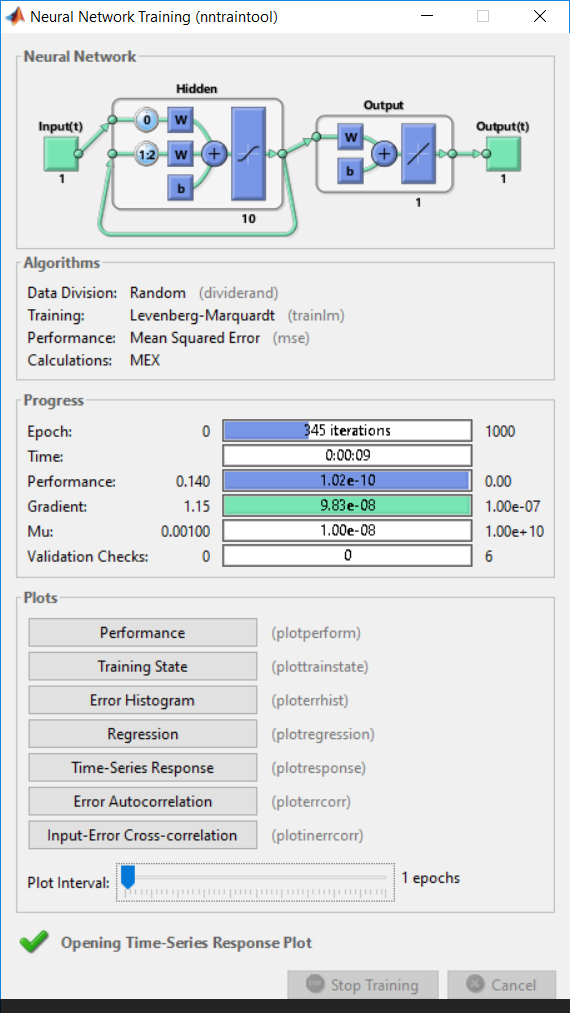 Neural Network Training (nntraintool)
Neural Network
Hidden
Output
Input(t)
Output(t)
0
W
1:2
W
b
W
b
1
10
1
1
Algorithms
Data Division: Random (dividerand)
Training: Levenberg-Marquardt (trainlm)
Performance: Mean Squared Error (mse)
Calculations: MEX
Progress
Epoch: 0 345 iterations 1000
Time: 0:00:09
Performance: 0.140 1.02e-10 0.00
Gradient: 1.15 9.83e-08 1.00e-07
Mu: 0.00100 1.00e-08 1.00e+10
Validation Checks: 0 0 6
Plots
Performance (plotperform)
Training State (plottrainstate)
Error Histogram (ploterrhist)
Regression (plotregression)
Time-Series Response (plotresponse)
Error Autocorrelation (ploterrcorr)
Input-Error Cross-correlation (plotinerrcorr)
Plot Interval: 1 epochs
Opening Time-Series Response Plot
Stop Training Cancel